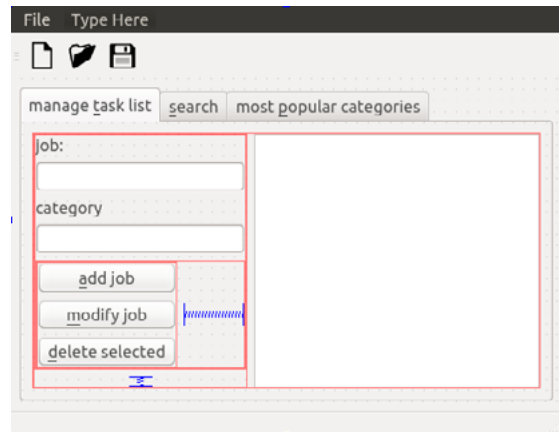 File Type Here
manage task list search most popular categories
job:
category
add job
modify job
delete selected